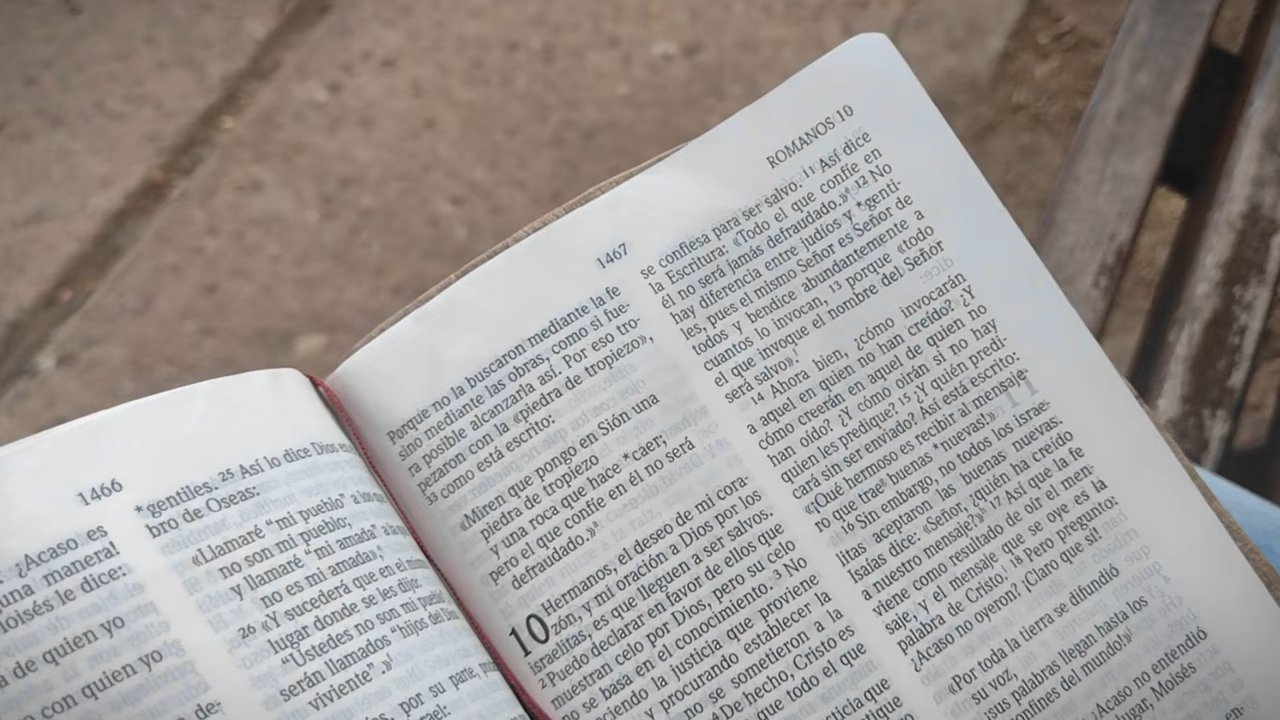 1466
¿Acaso es
una manera!
oisés le dice:
a de quien yo
con quien yo
*gentiles. 25 Así lo dice Dios
bro de Oseas:
«Llamaré “mi pueblo” a los que
no son mi pueblo;
y llamaré “mi amada” a la
no es mi amada»,
26 «Y sucederá que en el
lugar donde se les dijo:
“Ustedes no son mi pueblo
serán llamados “hijos del Dios
viviente”.»
por su parte,
1467
Porque no la buscaron mediante la fe
sino mediante las obras, como si fue-
ra posible alcanzarla así. Por eso tro-
pezaron con la «piedra de tropiezo»,
33 como está escrito:
«Miren que pongo en Sión una
piedra de tropiezo
y una roca que hace *caer;
pero el que confíe en él no será
defraudado.»
10 Hermanos, el deseo de mi cora-
zón, y mi oración a Dios por los
israelitas, es que lleguen a ser salvos.
2 Puedo declarar en favor de ellos que
muestran celo por Dios, pero su celo
no se basa en el conocimiento. 3 No
ciendo la justicia que proviene
y procurando establecer la
no se sometieron a la
4 De hecho, Cristo es
que todo el que
justicia que
ROMANOS 10
se confiesa para ser salvo. 11 Así dice
la Escritura: «Todo el que confíe en
él no será jamás defraudado.» 12 No
hay diferencia entre judíos y *genti-
les, pues el mismo Señor es Señor de
todos y bendice abundantemente a
cuantos lo invocan, 13 porque «todo
el que invoque el nombre del Señor
será salvo».
14 Ahora bien, ¿cómo invocarán
a aquel en quien no han creído? ¿Y
cómo creerán en aquel de quien no
han oído? ¿Y cómo oirán si no hay
quien les predique? 15 ¿Y quién predi-
cará sin ser enviado? Así está escrito:
«¡Qué hermoso es recibir al mensaje-
ro que trae buenas *nuevas!»
16 Sin embargo, no todos los israe-
litas aceptaron las buenas nuevas.
Isaías dice: «Señor, ¿quién ha creído
a nuestro mensaje?» 17 Así que la fe
viene como resultado de oír el men-
saje, y el mensaje que se oye es la
palabra de Cristo. 18 Pero pregunto:
¿Acaso no oyeron? ¡Claro que sí!
«Por toda la tierra se difundió
su voz,
¡sus palabras llegan hasta los
confines del mundo!»
¿Acaso no entendió
lugar, Moisés